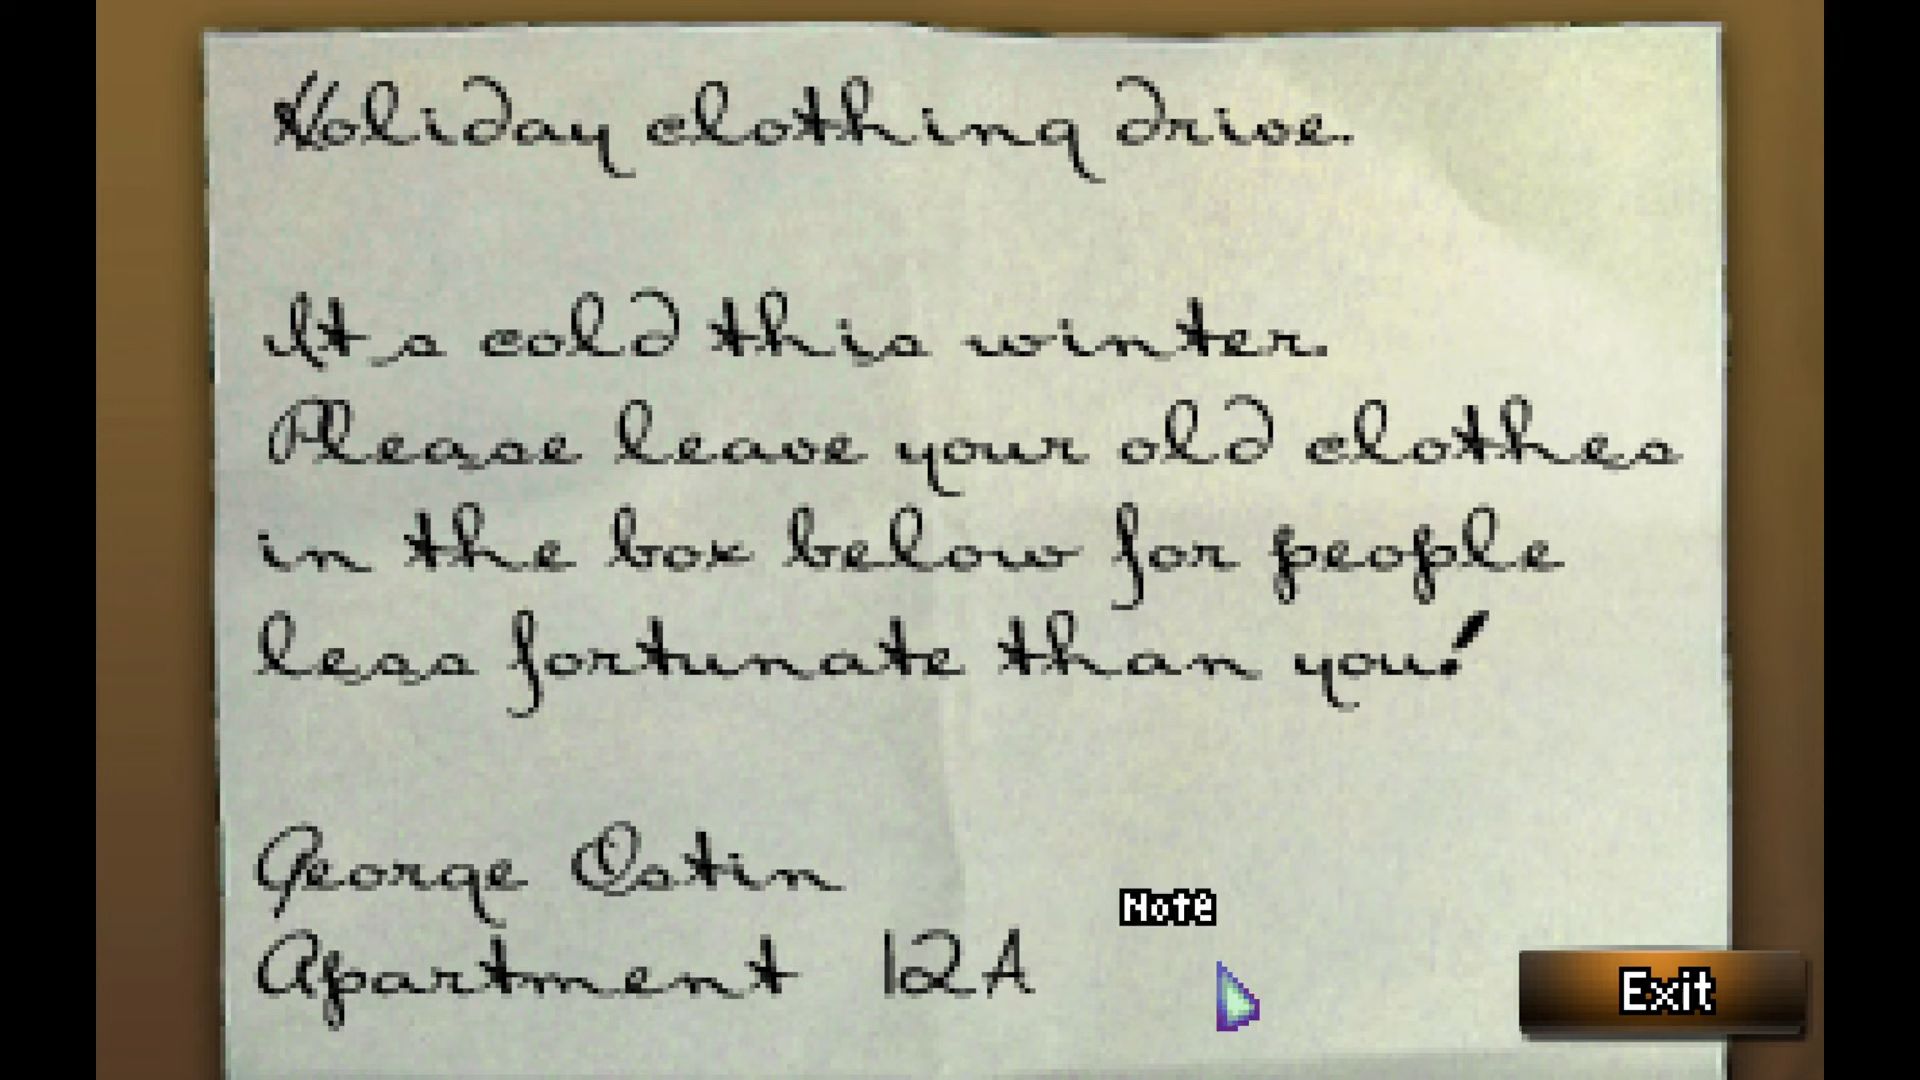 Holiday clothing drive.
It s cold this winter.
Please leave your old clothes
in the box below for people
less fortunate than you!
George Ostin
Apartment 12A
Note
Exit